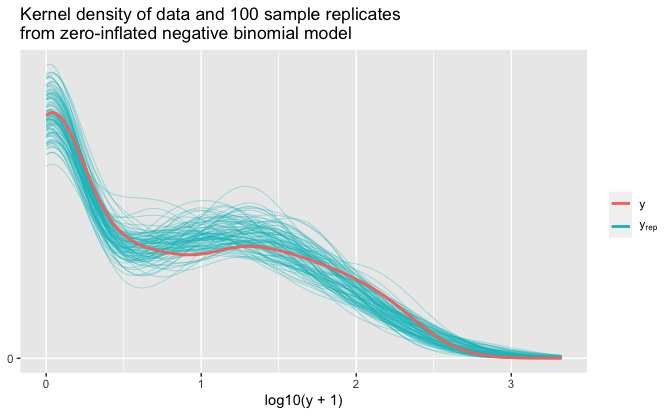 Kernel density of data and 100 sample replicates
from zero-inflated negative binomial model
y
yrep
0
0 1 2 3
log10(y + 1)